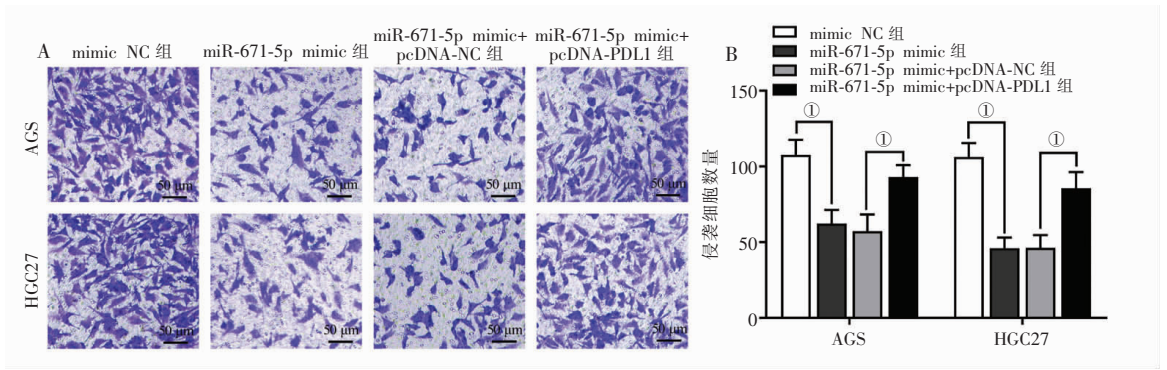 A
mimic NC 组
miR-671-5p mimic 组
miR-671-5p mimic+
pcDNA-NC 组
miR-671-5p mimic+
pcDNA-PDL1 组
AGS
50 μm
50 μm
50 μm
50 μm
HGC27
50 μm
50 μm
50 μm
50 μm
B
mimic NC 组
miR-671-5p mimic 组
miR-671-5p mimic+pcDNA-NC 组
miR-671-5p mimic+pcDNA-PDL1 组
侵袭细胞数量
150
100
50
0
①
①
①
①
AGS
HGC27